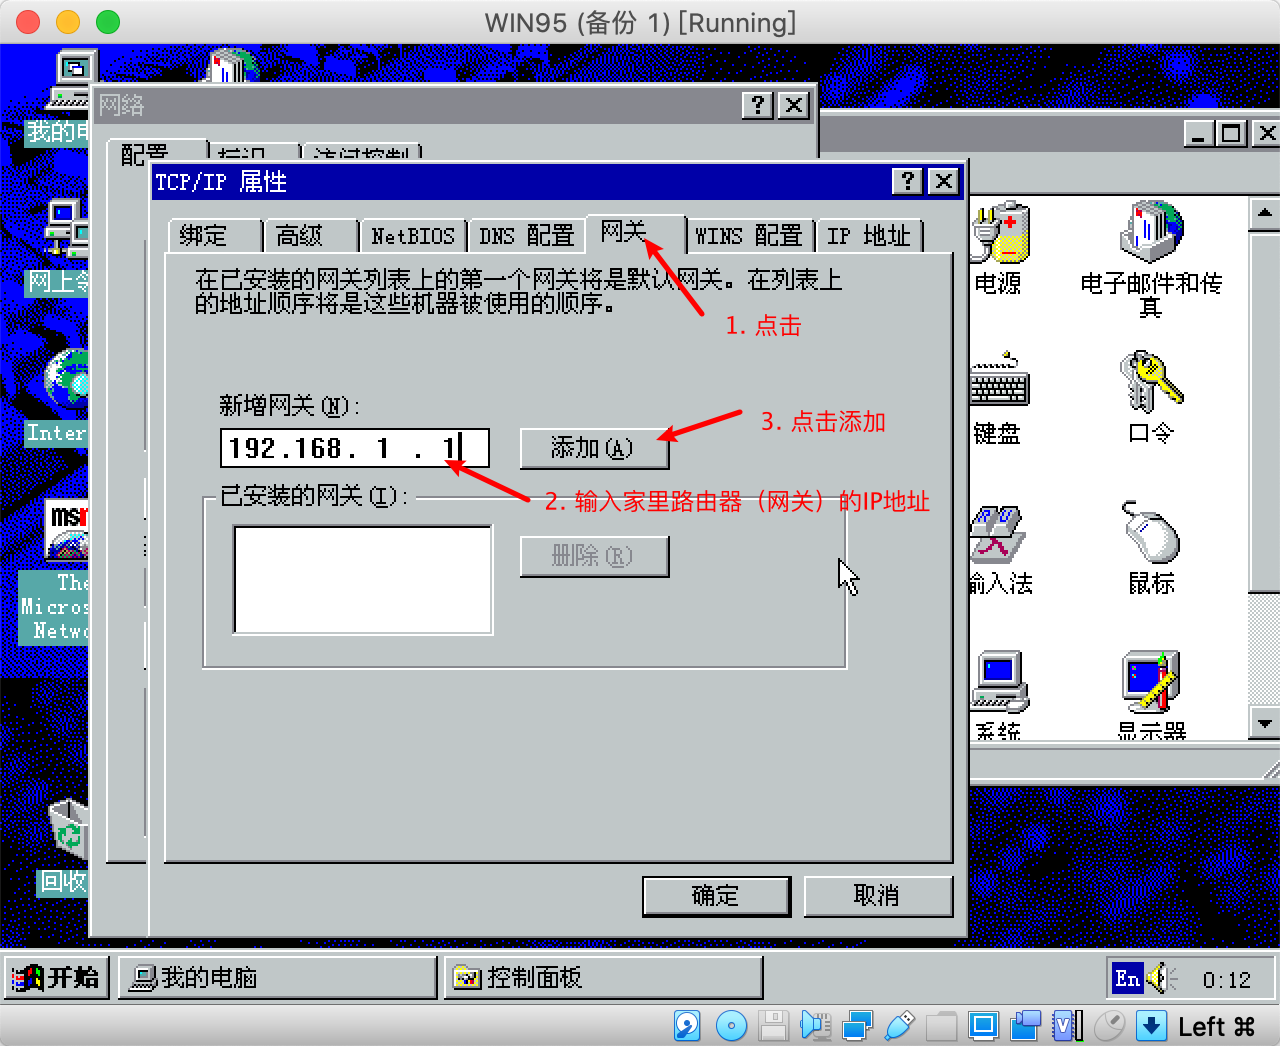 WIN95 (备份 1) [Running]
我的电
网络
配置
标识
访问控制
TCP/IP 属性
绑定
高级
NetBIOS
DNS 配置
网关
WINS 配置
IP 地址
在已安装的网关列表上的第一个网关将是默认网关。在列表上
的地址顺序将是这些机器被使用的顺序。
1. 点击
新增网关(N):
192.168. 1 . 1
添加(A)
3. 点击添加
已安装的网关(I):
2. 输入家里路由器（网关）的IP地址
删除(R)
确定
取消
网上令
Inter
msn
The
Micros
Netwo
回收
电源
电子邮件和传
真
键盘
口令
输入法
鼠标
系统
显示器
开始
我的电脑
控制面板
En
0:12
Left ⌘